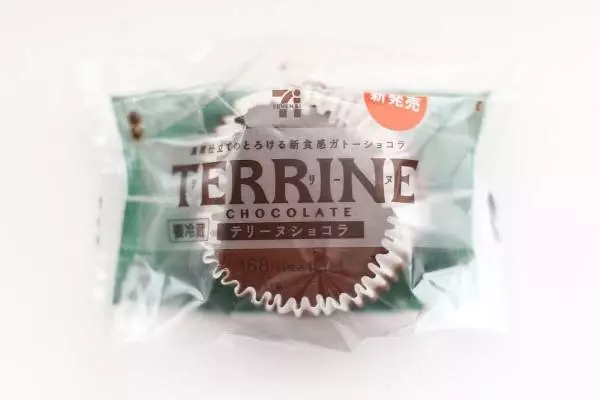 SEVEN&i
新発売
濃厚仕立てのとろける新食感ガトーショコラ
TERRINE
テリーヌ
CHOCOLATE
要冷蔵 テリーヌショコラ
168